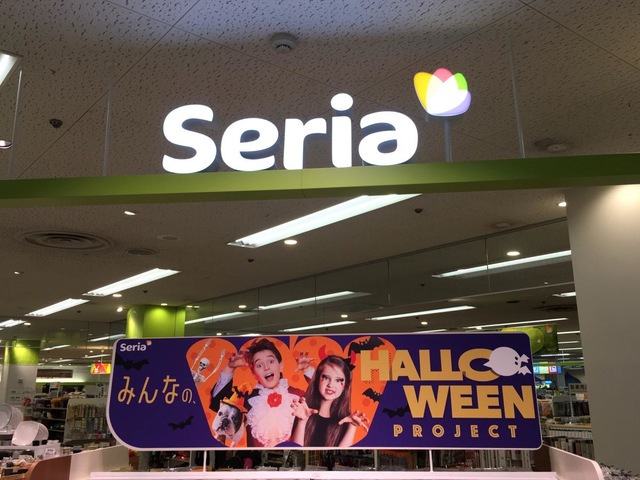 Seria
Seria
みんなの、
HALLO
WEEN
PROJECT